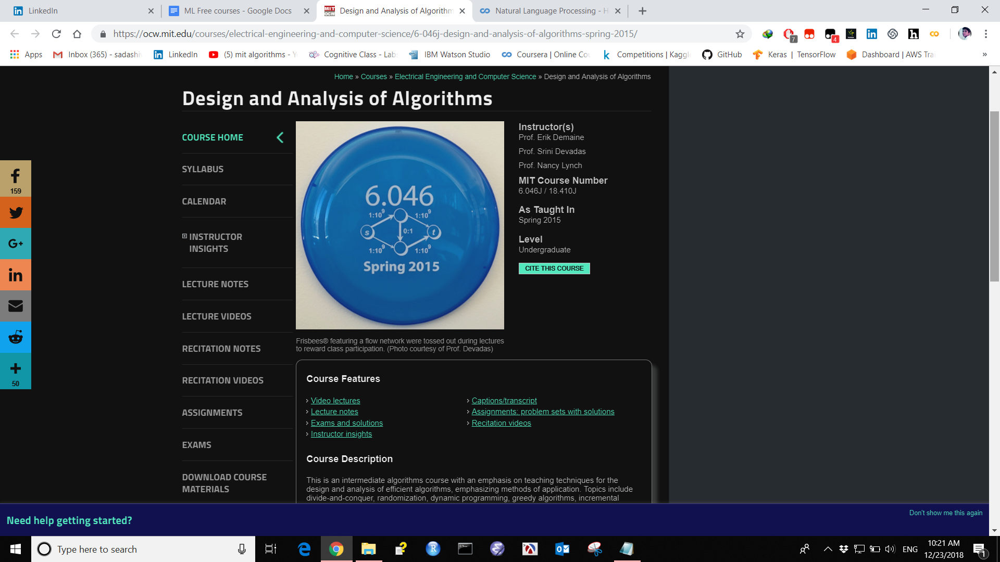 LinkedIn
ML Free courses - Google Docs
MIT
OCW
Design and Analysis of Algorithm
Natural Language Processing - H
https://ocw.mit.edu/courses/electrical-engineering-and-computer-science/6-046j-design-and-analysis-of-algorithms-spring-2015/
7
4
Apps
Inbox (365) - sadashi
LinkedIn
(5) mit algorithms - Y
Cognitive Class - Lab
IBM Watson Studio
Coursera | Online Co
Competitions | Kaggl
GitHub
Keras | TensorFlow
Dashboard | AWS Tra
»
Home » Courses » Electrical Engineering and Computer Science » Design and Analysis of Algorithms
Design and Analysis of Algorithms
COURSE HOME
SYLLABUS
CALENDAR
INSTRUCTOR
INSIGHTS
LECTURE NOTES
LECTURE VIDEOS
RECITATION NOTES
RECITATION VIDEOS
ASSIGNMENTS
EXAMS
DOWNLOAD COURSE
MATERIALS
159
G+
in
50
6.046
1:10⁹ 1:10⁹
s 0:1 t
1:10⁹ 1:10⁹
Spring 2015
Frisbees® featuring a flow network were tossed out during lectures
to reward class participation. (Photo courtesy of Prof. Devadas)
Instructor(s)
Prof. Erik Demaine
Prof. Srini Devadas
Prof. Nancy Lynch
MIT Course Number
6.046J / 18.410J
As Taught In
Spring 2015
Level
Undergraduate
CITE THIS COURSE
Course Features
Video lectures
Lecture notes
Exams and solutions
Instructor insights
Captions/transcript
Assignments: problem sets with solutions
Recitation videos
Course Description
This is an intermediate algorithms course with an emphasis on teaching techniques for the
design and analysis of efficient algorithms, emphasizing methods of application. Topics include
divide-and-conquer, randomization, dynamic programming, greedy algorithms, incremental
Need help getting started?
Don't show me this again
Type here to search
ENG
10:21 AM
12/23/2018
1